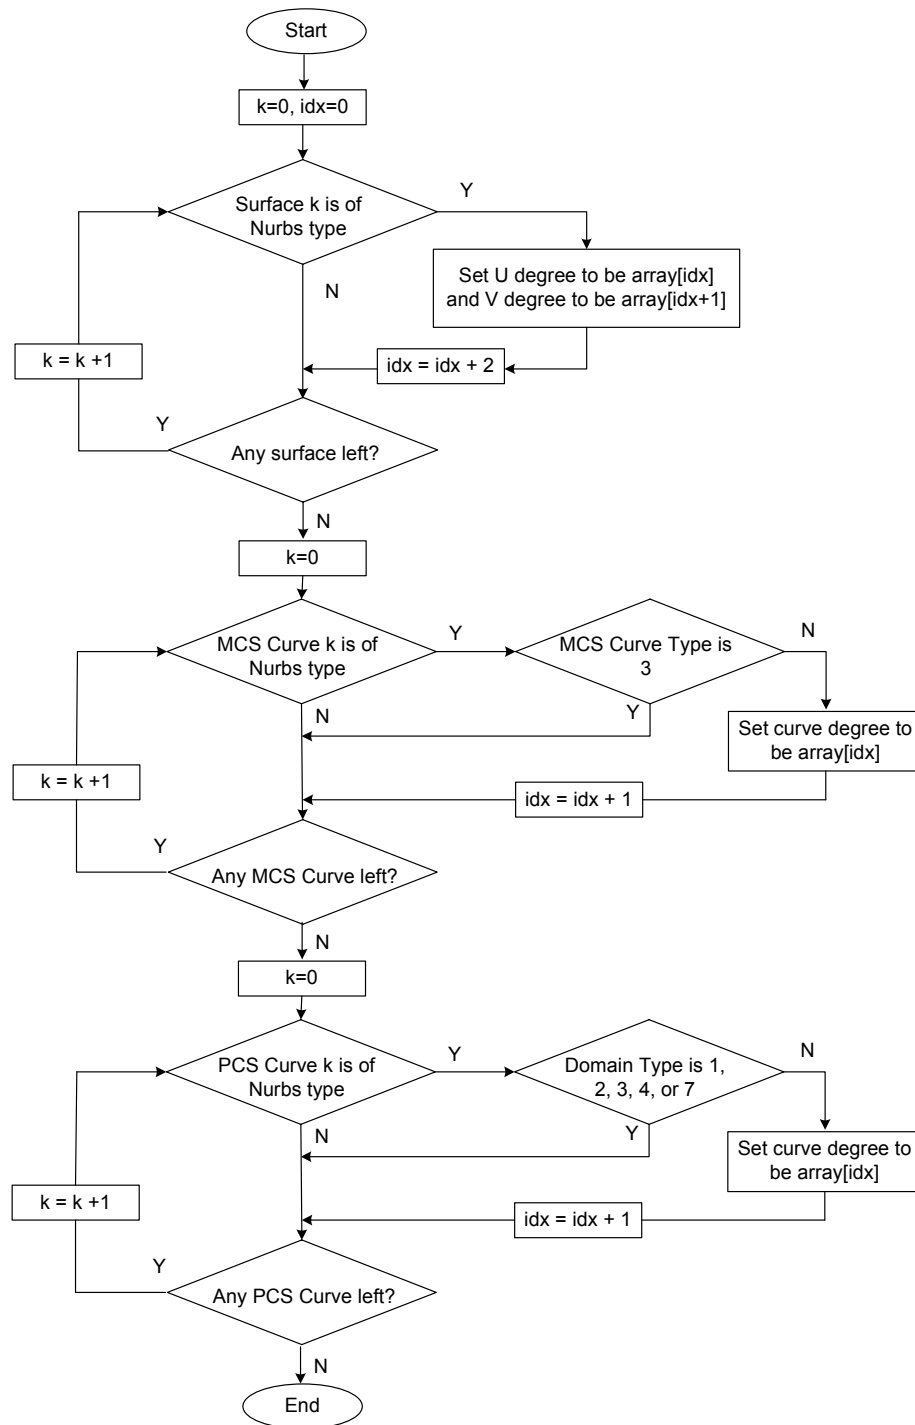 Start
k=0, idx=0
Y
Surface k is of
Nurbs type
Set U degree to be array[idx]
and V degree to be array[idx+1]
N
k = k +1
idx = idx + 2
Y
Any surface left?
N
k=0
MCS Curve k is of
Nurbs type
Y
MCS Curve Type is
3
N
N
Y
Set curve degree to
be array[idx]
k = k +1
idx = idx + 1
Y
Any MCS Curve left?
N
k=0
PCS Curve k is of
Nurbs type
Y
Domain Type is 1,
2, 3, 4, or 7
N
N
Y
Set curve degree to
be array[idx]
k = k +1
idx = idx + 1
Y
Any PCS Curve left?
N
End